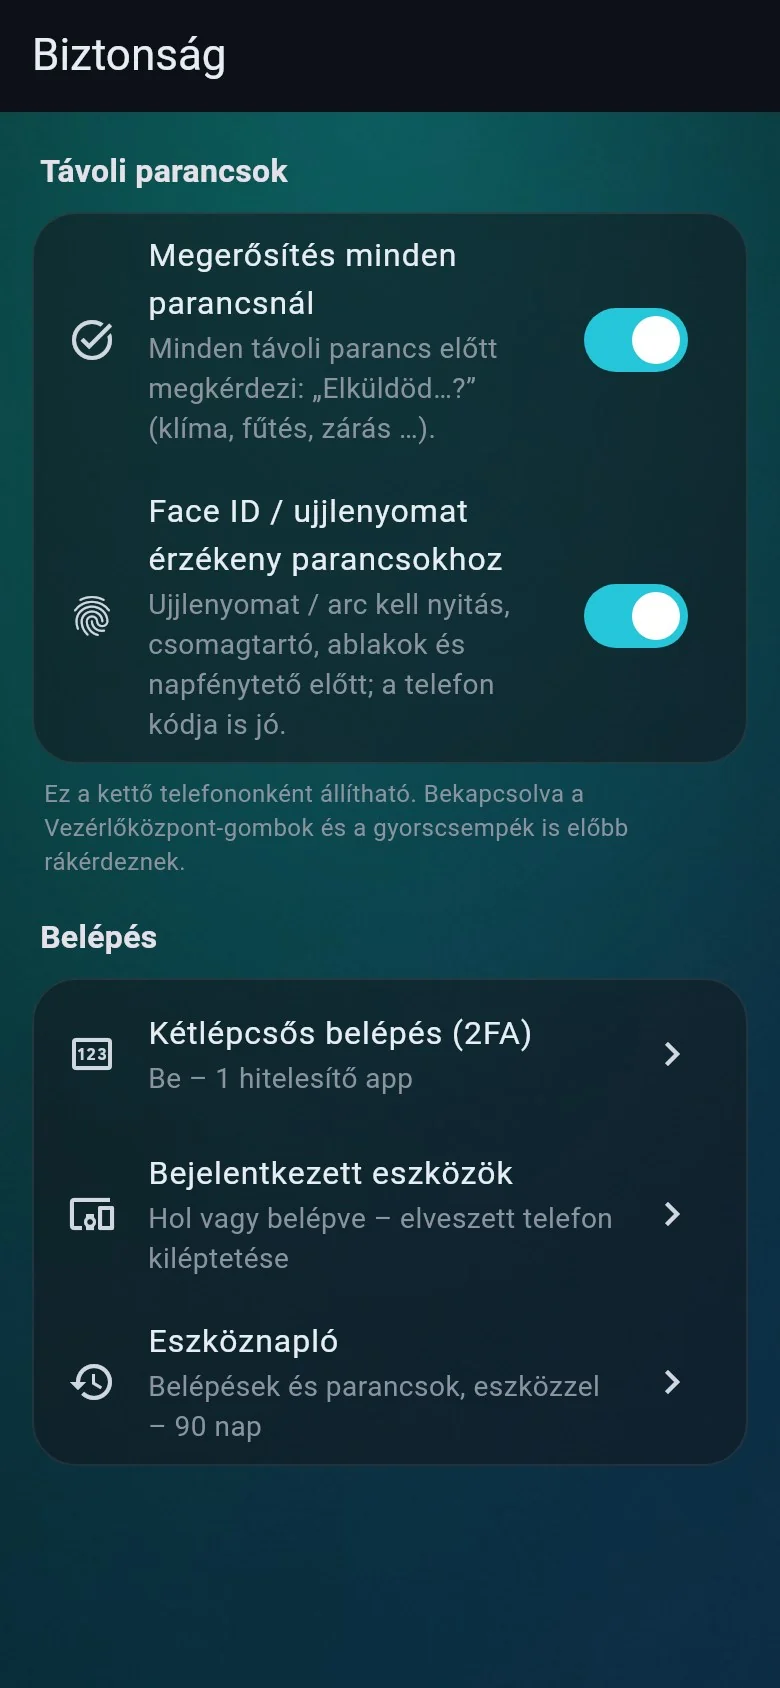 Biztonság
Távoli parancsok
Megerősítés minden
parancsnál
Minden távoli parancs előtt
megkérdezi: „Elküldöd…?”
(klíma, fűtés, zárás …).
Face ID / ujjlenyomat
érzékeny parancsokhoz
Ujjlenyomat / arc kell nyitás,
csomagtartó, ablakok és
napfénytető előtt; a telefon
kódja is jó.
Ez a kettő telefononként állítható. Bekapcsolva a
Vezérlőközpont-gombok és a gyorscsempék is előbb
rákérdeznek.
Belépés
123
Kétlépcsős belépés (2FA)
Be – 1 hitelesítő app
Bejelentkezett eszközök
Hol vagy belépve – elveszett telefon
kiléptetése
Eszköznapló
Belépések és parancsok, eszközzel
– 90 nap